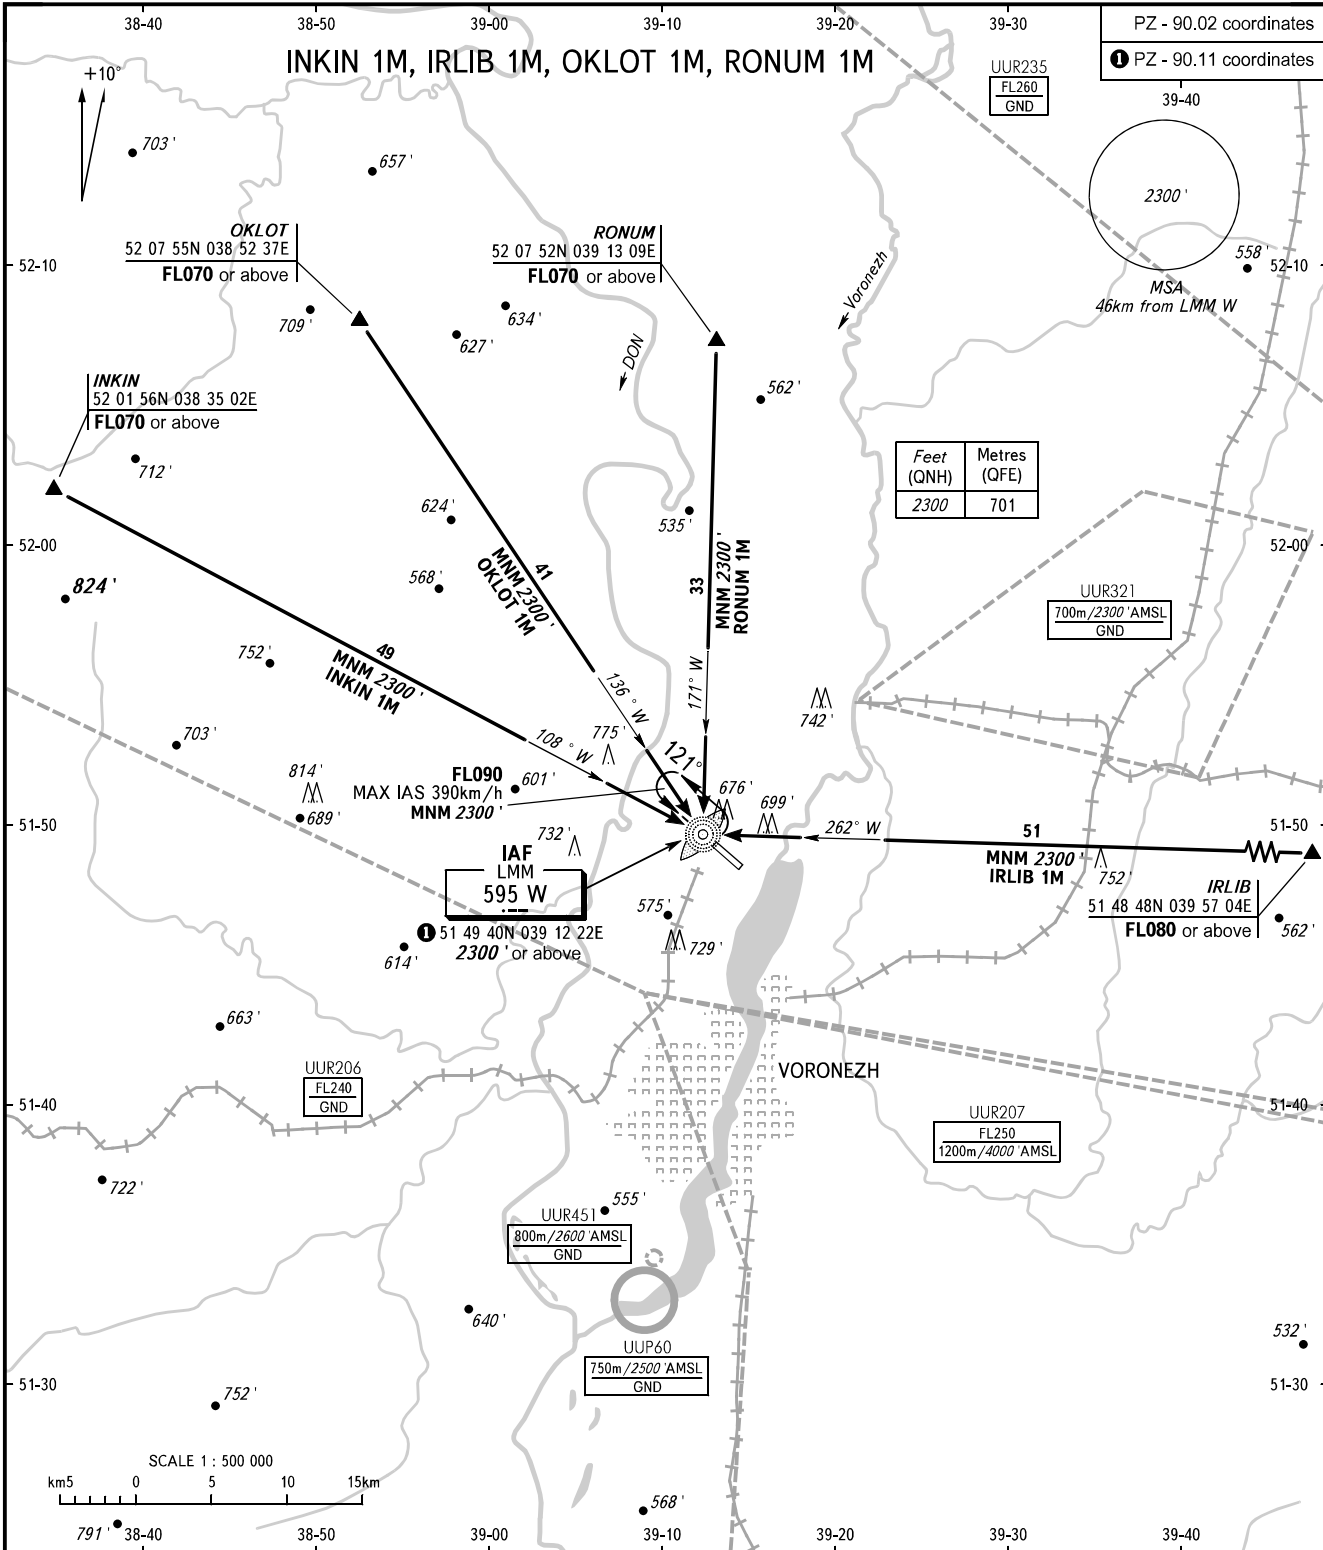 38-40
38-50
39-00
39-10
39-20
39-30
PZ - 90.02 coordinates
1 PZ - 90.11 coordinates
39-40
INKIN 1M, IRLIB 1M, OKLOT 1M, RONUM 1M
+10°
UUR235
FL260
GND
703'
657'
2300'
MSA
46km from LMM W
558'
52-10
52-10
OKLOT
52 07 55N 038 52 37E
FL070 or above
RONUM
52 07 52N 039 13 09E
FL070 or above
Voronezh
709'
634'
627'
DON
562'
INKIN
52 01 56N 038 35 02E
FL070 or above
712'
Feet
(QNH)
Metres
(QFE)
2300
701
624'
535'
52-00
52-00
41
MNM 2300'
OKLOT 1M
33
MNM 2300'
RONUM 1M
568'
824'
UUR321
700m/2300'AMSL
GND
752'
49
MNM 2300'
INKIN 1M
136° W
171° W
108° W
742'
703'
775'
121°
814'
689'
FL090
MAX IAS 390km/h
MNM 2300'
601'
676'
699'
51-50
51-50
732'
262° W
51
MNM 2300'
IRLIB 1M
752'
IAF
LMM
595 W
1 51 49 40N 039 12 22E
2300' or above
IRLIB
51 48 48N 039 57 04E
FL080 or above
562'
575'
729'
614'
663'
UUR206
FL240
GND
VORONEZH
51-40
51-40
UUR207
FL250
1200m/4000'AMSL
722'
555'
UUR451
800m/2600'AMSL
GND
640'
532'
UUP60
750m/2500'AMSL
GND
51-30
51-30
752'
SCALE 1 : 500 000
km5
0
5
10
15km
568'
791'
38-40
38-50
39-00
39-10
39-20
39-30
39-40